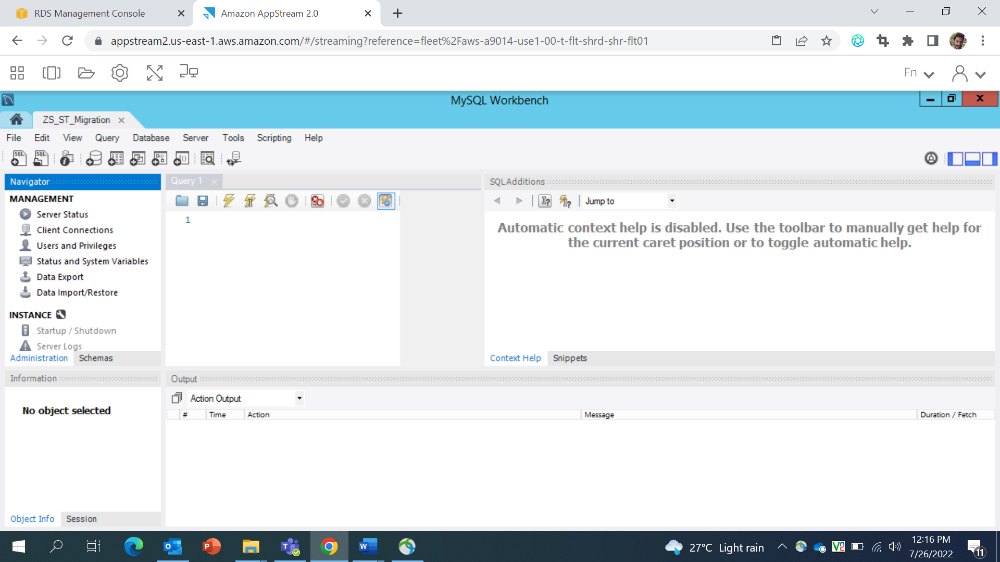 RDS Management Console
Amazon AppStream 2.0
appstream2.us-east-1.aws.amazon.com/#/streaming?reference=fleet%2Faws-a9014-use1-00-t-flt-shrd-shr-flt01
Fn
MySQL Workbench
ZS_ST_Migration
File Edit View Query Database Server Tools Scripting Help
Navigator
MANAGEMENT
Server Status
Client Connections
Users and Privileges
Status and System Variables
Data Export
Data Import/Restore
INSTANCE
Startup / Shutdown
Server Logs
Administration Schemas
Query 1
1
SQLAdditions
Jump to
Automatic context help is disabled. Use the toolbar to manually get help for
the current caret position or to toggle automatic help.
Context Help Snippets
Information
No object selected
Object Info Session
Output
Action Output
# Time Action Message Duration / Fetch
27°C Light rain
12:16 PM
7/26/2022
11